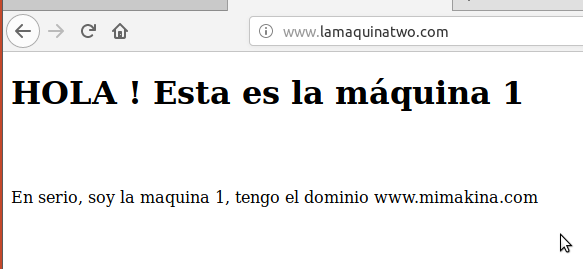 www.lamaquinatwo.com
HOLA ! Esta es la máquina 1
En serio, soy la maquina 1, tengo el dominio www.mimakina.com